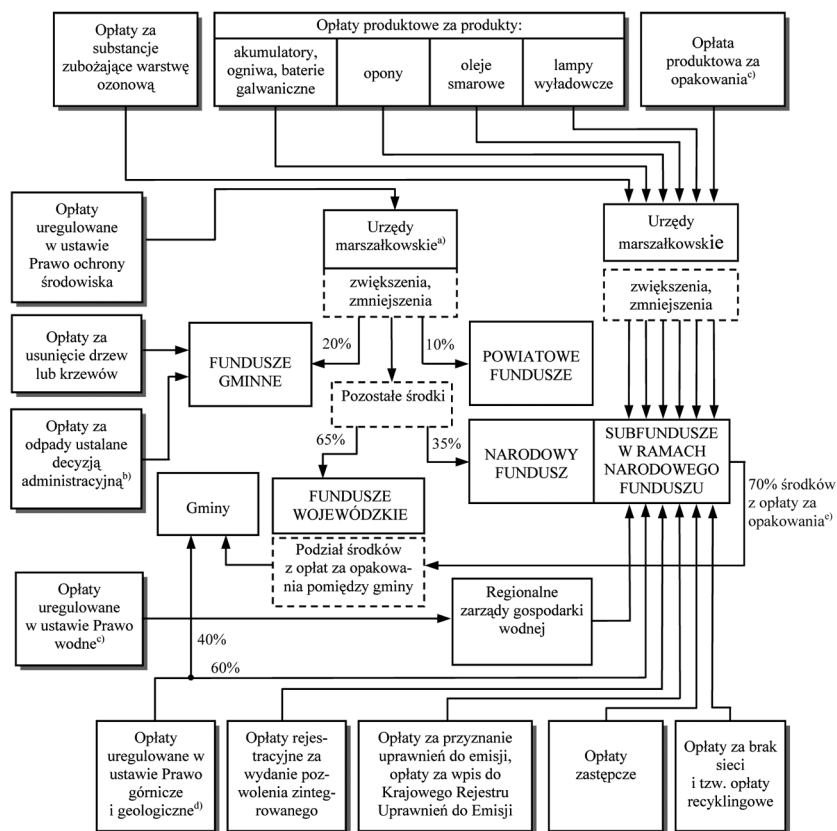 Opłaty za
substancje
zubożające warstwę
ozonową
Opłaty produktowe za produkty:
akumulatory,
ogniwa, baterie
galwaniczne
opony
oleje
smarowe
lampy
wyładowcze
Opłata
produktowa za
opakowania c)
Opłaty
uregulowane
w ustawie
Prawo ochrony
środowiska
Urzędy
marszałkowskie a)
zwiększenia,
zmniejszenia
Urzędy
marszałkowskie
zwiększenia,
zmniejszenia
Opłaty za
usunięcie drzew
lub krzewów
20%
10%
FUNDUSZE
GMINNE
POWIATOWE
FUNDUSZE
Pozostałe środki
Opłaty za
odpady ustalane
decyzją
administracyjną b)
65%
35%
NARODOWY
FUNDUSZ
SUBFUNDUSZE
W RAMACH
NARODOWEGO
FUNDUSZU
70% środków
z opłaty za
opakowania e)
Gminy
FUNDUSZE
WOJEWÓDZKIE
Podział środków
z opłat za opakowa-
nia pomiędzy gminy
Opłaty
uregulowane
w ustawie Prawo
wodne c)
Regionalne
zarządy gospodarki
wodnej
40%
60%
Opłaty
uregulowane w
ustawie Prawo
górnicze
i geologiczne d)
Opłaty rejes-
tracyjne za
wydanie poz-
wolenia zinteg-
rowanego
Opłaty za przyznanie
uprawnień do emisji,
opłaty za wpis do
Krajowego Rejestru
Uprawnień do Emisji
Opłaty
zastępcze
Opłaty za brak
sieci
i tzw. opłaty
recyklingowe